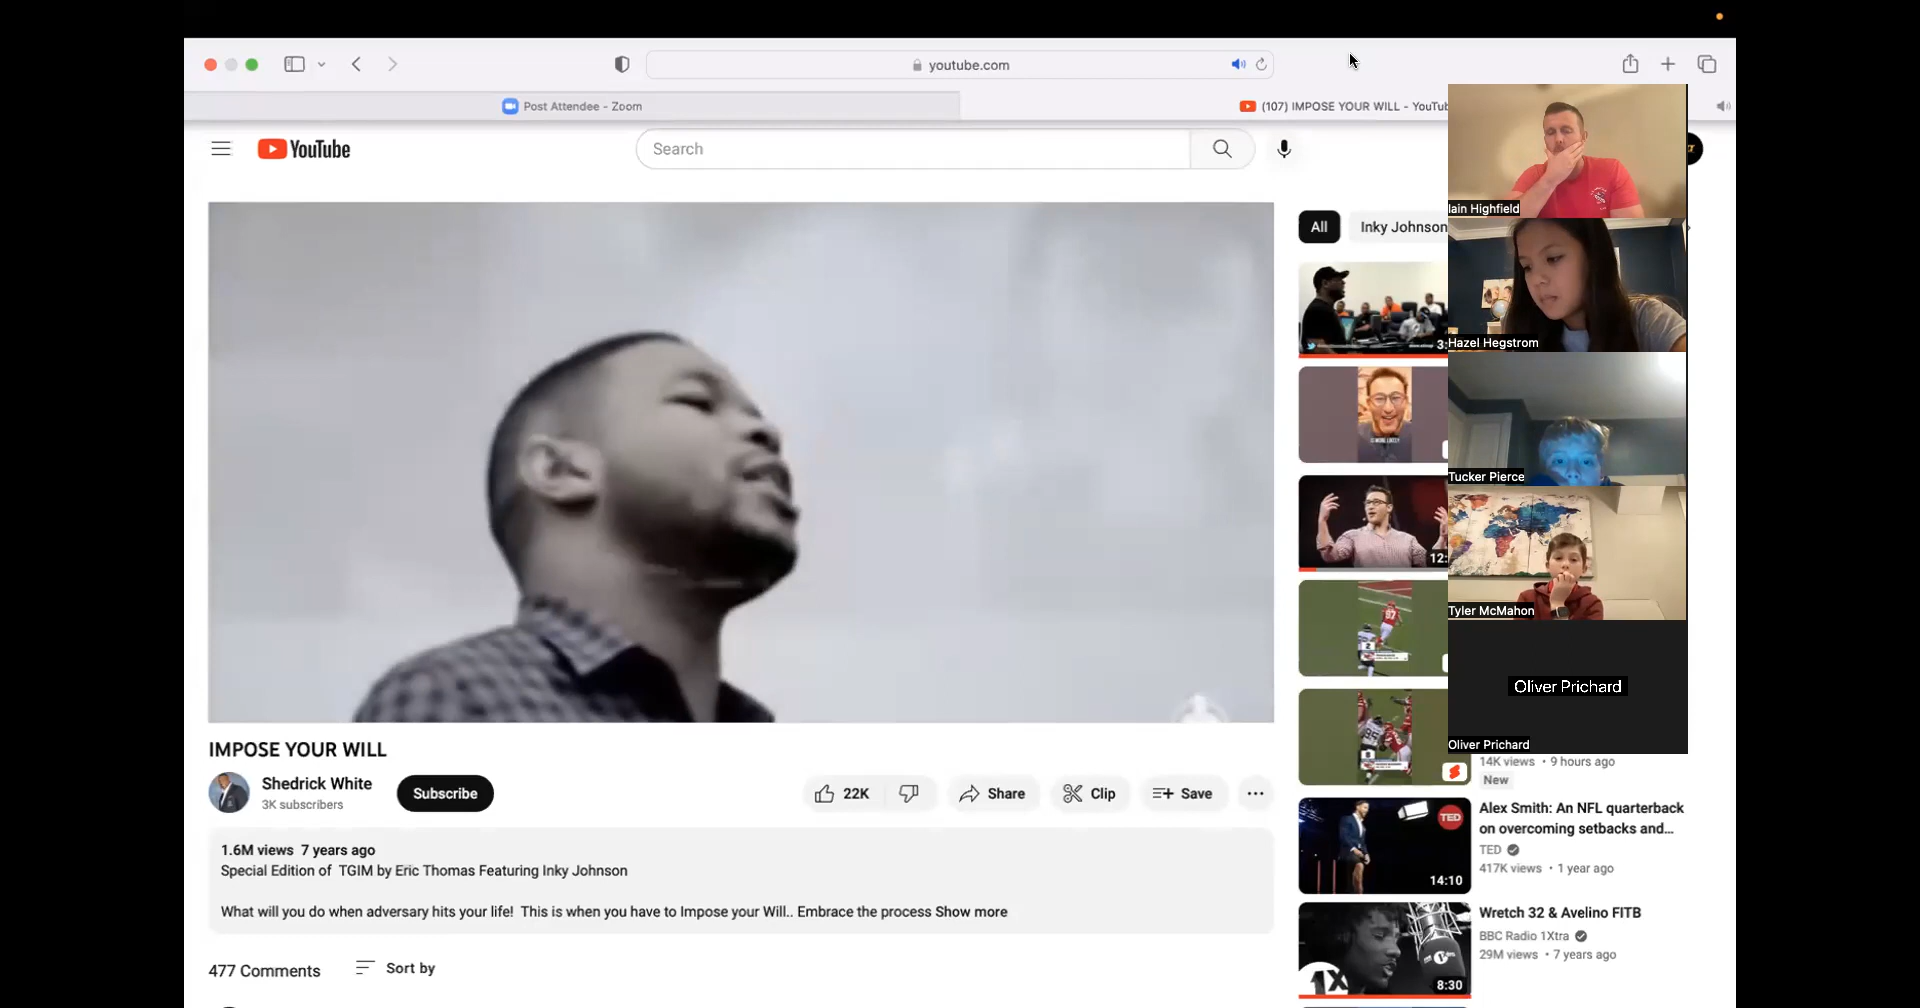 youtube.com
Post Attendee - Zoom
(107) IMPOSE YOUR WILL - YouTub
YouTube
Search
All
Inky Johnson
Iain Highfield
Hazel Hegstrom
Tucker Pierce
Tyler McMahon
Oliver Prichard
Oliver Prichard
3:
12:
IMPOSE YOUR WILL
Shedrick White
3K subscribers
Subscribe
22K
Share
Clip
Save
1.6M views 7 years ago
Special Edition of TGIM by Eric Thomas Featuring Inky Johnson
What will you do when adversary hits your life! This is when you have to Impose your Will.. Embrace the process Show more
477 Comments
Sort by
14K views • 9 hours ago
New
Alex Smith: An NFL quarterback
on overcoming setbacks and...
TED
417K views • 1 year ago
TED
14:10
Wretch 32 & Avelino FITB
BBC Radio 1Xtra
29M views • 7 years ago
1X
8:30